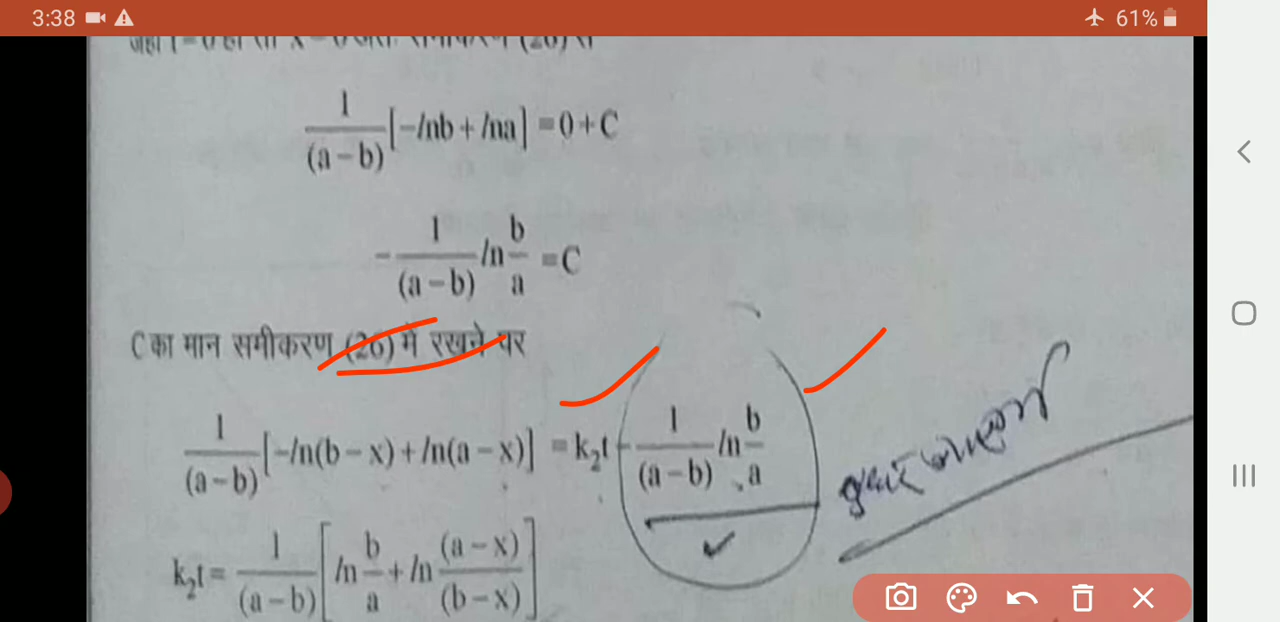 3:38 61%
1/(a-b) [-lnb + lna] = 0 + C
- 1/(a-b) ln b/a = C
C का मान समीकरण (26) में रखने पर
1/(a-b) [-ln(b-x) + ln(a-x)] = k₂t - 1/(a-b) ln b/a
k₂t = 1/(a-b) [ln b/a + ln (a-x)/(b-x)]